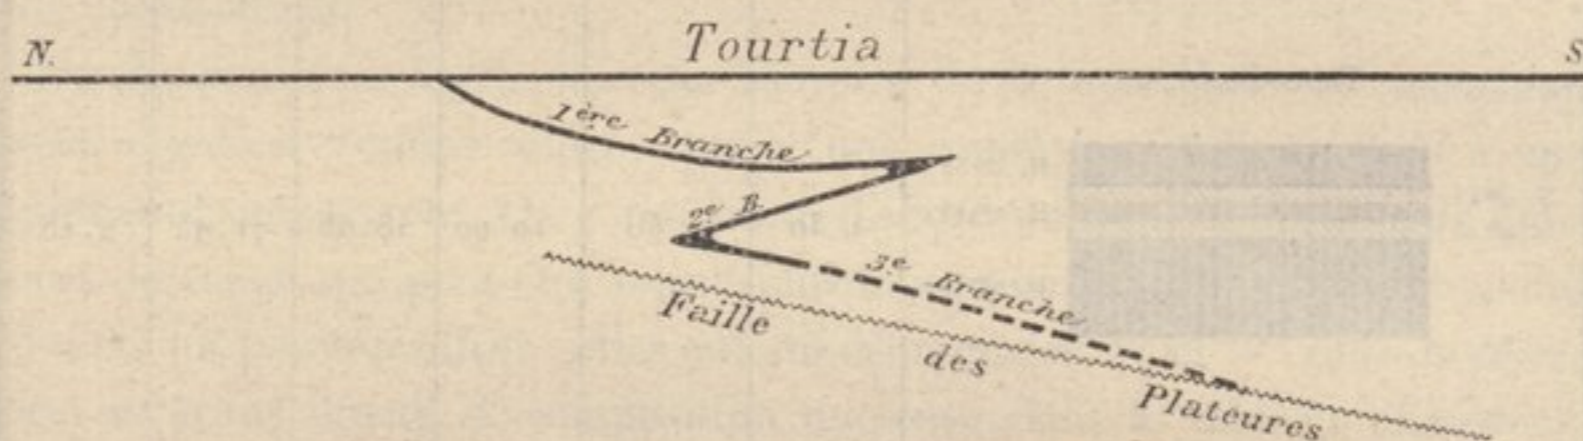 N. Tourtia S
1ère Branche
2e B.
3e Branche
Faille des Plateures